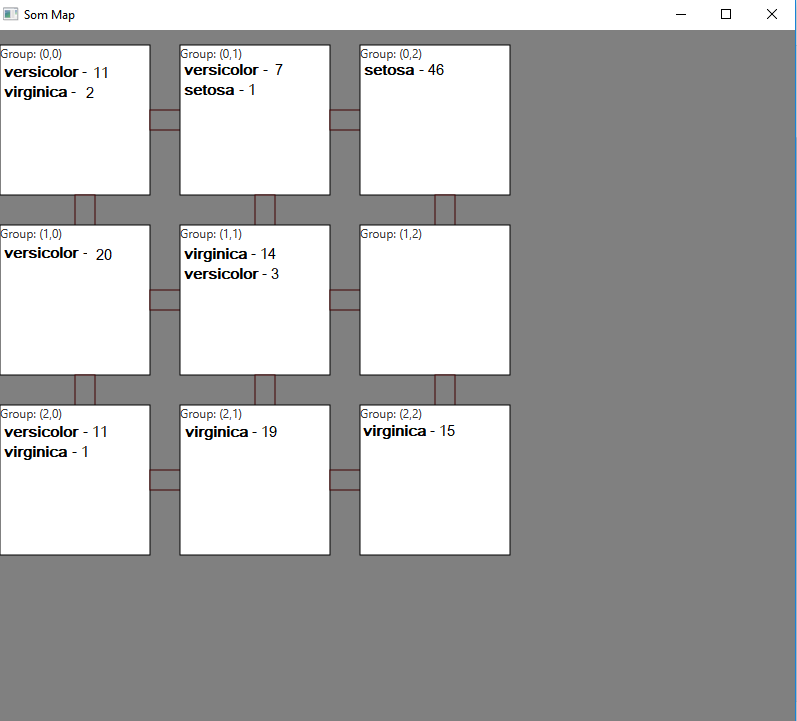 Som Map
Group: (0,0)
versicolor - 11
virginica - 2
Group: (0,1)
versicolor - 7
setosa - 1
Group: (0,2)
setosa - 46
Group: (1,0)
versicolor - 20
Group: (1,1)
virginica - 14
versicolor - 3
Group: (1,2)
Group: (2,0)
versicolor - 11
virginica - 1
Group: (2,1)
virginica - 19
Group: (2,2)
virginica - 15